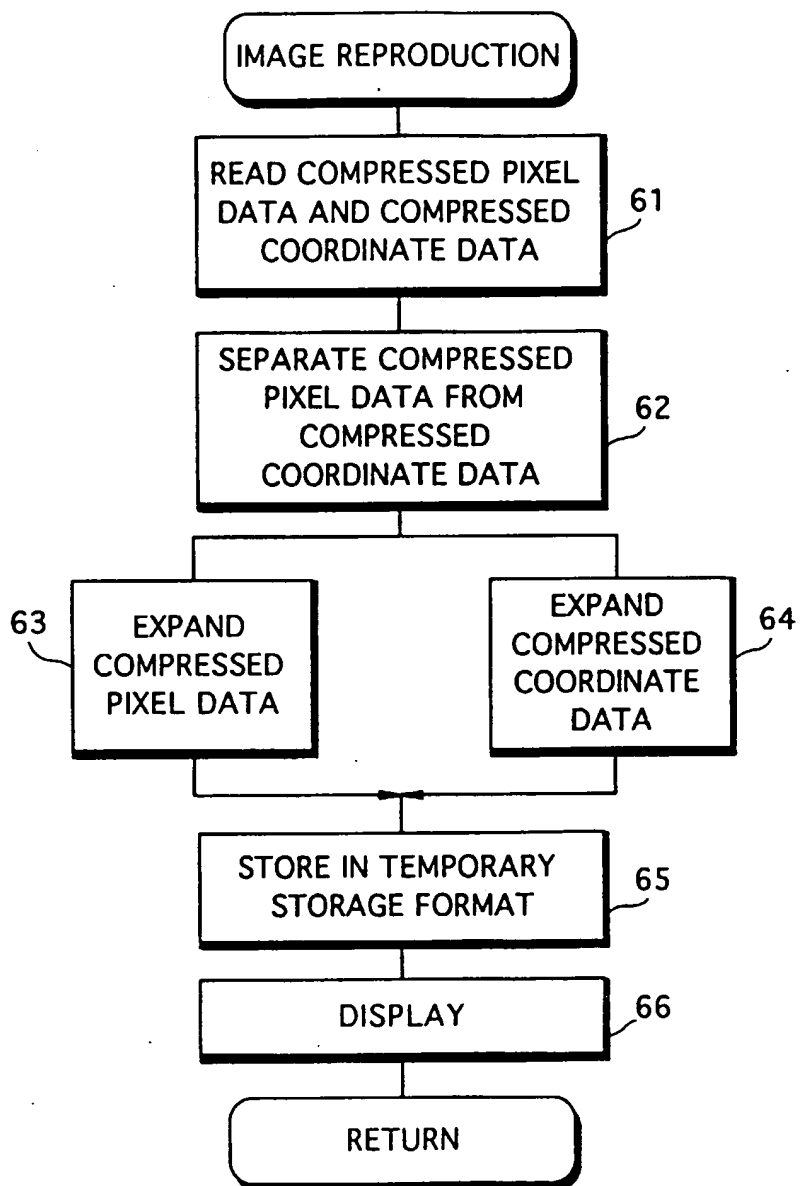 IMAGE REPRODUCTION
READ COMPRESSED PIXEL
DATA AND COMPRESSED
COORDINATE DATA
61
SEPARATE COMPRESSED
PIXEL DATA FROM
COMPRESSED
COORDINATE DATA
62
63
EXPAND
COMPRESSED
PIXEL DATA
EXPAND
COMPRESSED
COORDINATE
DATA
64
STORE IN TEMPORARY
STORAGE FORMAT
65
DISPLAY
66
RETURN